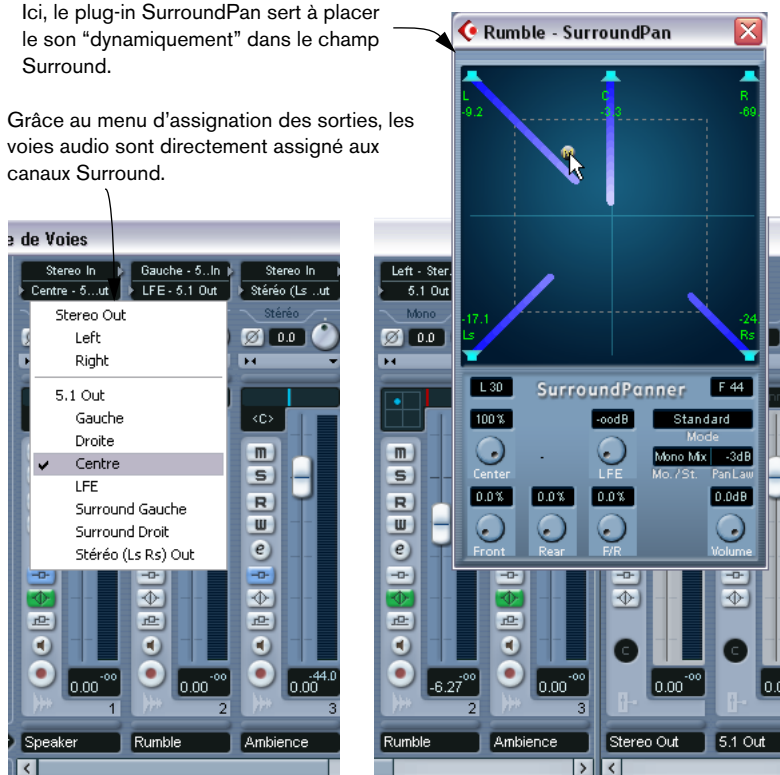 Ici, le plug-in SurroundPan sert à placer
le son “dynamiquement” dans le champ
Surround.
Grâce au menu d’assignation des sorties, les
voies audio sont directement assigné aux
canaux Surround.
e de Voies
Stereo In
Gauche - 5..In
Stereo In
Centre - 5...ut
LFE - 5.1 Out
Stéréo (Ls ..ut
Stéréo
0.0
Stereo Out
Left
Right
5.1 Out
Gauche
Droite
Centre
LFE
Surround Gauche
Surround Droit
Stéréo (Ls Rs) Out
<C>
m
S
R
W
e
0.00 -oo
0.00 -oo
0.00 -44.0
1
2
3
Speaker
Rumble
Ambience
Rumble - SurroundPan
L
C
R
-9.2
-3.3
-69.
-17.1
-24.
Ls
Rs
L 30
SurroundPanner
F 44
100 %
-oodB
Standard
Mode
Mono Mix
-3dB
Center
LFE
Mo./St.
PanLaw
0.0 %
0.0 %
0.0 %
0.0dB
Front
Rear
F/R
Volume
Left - Ster.
5.1 Out
Mono
0.0
m
S
R
W
e
C
C
-6.27 -oo
0.00 -oo
0.00 -oo
0.0
2
3
Rumble
Ambience
Stereo Out
5.1 Out